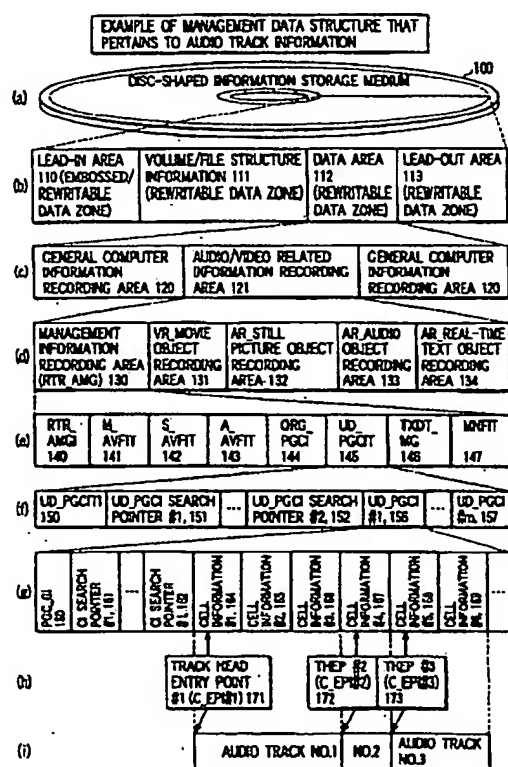 EXAMPLE OF MANAGEMENT DATA STRUCTURE THAT
PERTAINS TO AUDIO TRACK INFORMATION
100
DISC-SHAPED INFORMATION STORAGE MEDIUM
(a)
(b)
LEAD-IN AREA
110 (EMBOSSED/
REWRITABLE
DATA ZONE)
VOLUME/FILE STRUCTURE
INFORMATION 111
(REWRITABLE DATA ZONE)
DATA AREA
112
(REWRITABLE
DATA ZONE)
LEAD-OUT AREA
113
(REWRITABLE
DATA ZONE)
(c)
GENERAL COMPUTER
INFORMATION
RECORDING AREA 120
AUDIO/VIDEO RELATED
INFORMATION RECORDING
AREA 121
GENERAL COMPUTER
INFORMATION
RECORDING AREA 120
(d)
MANAGEMENT
INFORMATION
RECORDING AREA
(RTR_AMG) 130
VR_MOVIE
OBJECT
RECORDING
AREA 131
AR_STILL
PICTURE OBJECT
RECORDING
AREA 132
AR_AUDIO
OBJECT
RECORDING
AREA 133
AR_REAL-TIME
TEXT OBJECT
RECORDING
AREA 134
(e)
RTR_
AMGI
140
M_
AVFIT
141
S_
AVFIT
142
A_
AVFIT
143
ORG_
PGCI
144
UD_
PGCIT
145
TXDT_
MG
146
MNFIT
147
(f)
UD_PGCITI
150
UD_PGCI SEARCH
POINTER #1, 151
...
UD_PGCI SEARCH
POINTER #2, 152
UD_PGCI
#1, 156
...
UD_PGCI
157
(g)
PGC_GI
160
CI SEARCH
POINTER
#1, 161
...
CI SEARCH
POINTER
162
CELL
INFORMATION
#1, 164
CELL
INFORMATION
#2, 165
CELL
INFORMATION
#3, 166
CELL
INFORMATION
#4, 167
CELL
INFORMATION
#5, 168
CELL
INFORMATION
#6, 169
...
(h)
TRACK HEAD
ENTRY POINT
#1 (C_EPI#1) 171
THEP #2
(C_EPI#2)
172
THEP #3
(C_EPI#3)
173
(i)
AUDIO TRACK NO.1
NO.2
AUDIO TRACK
NO.3